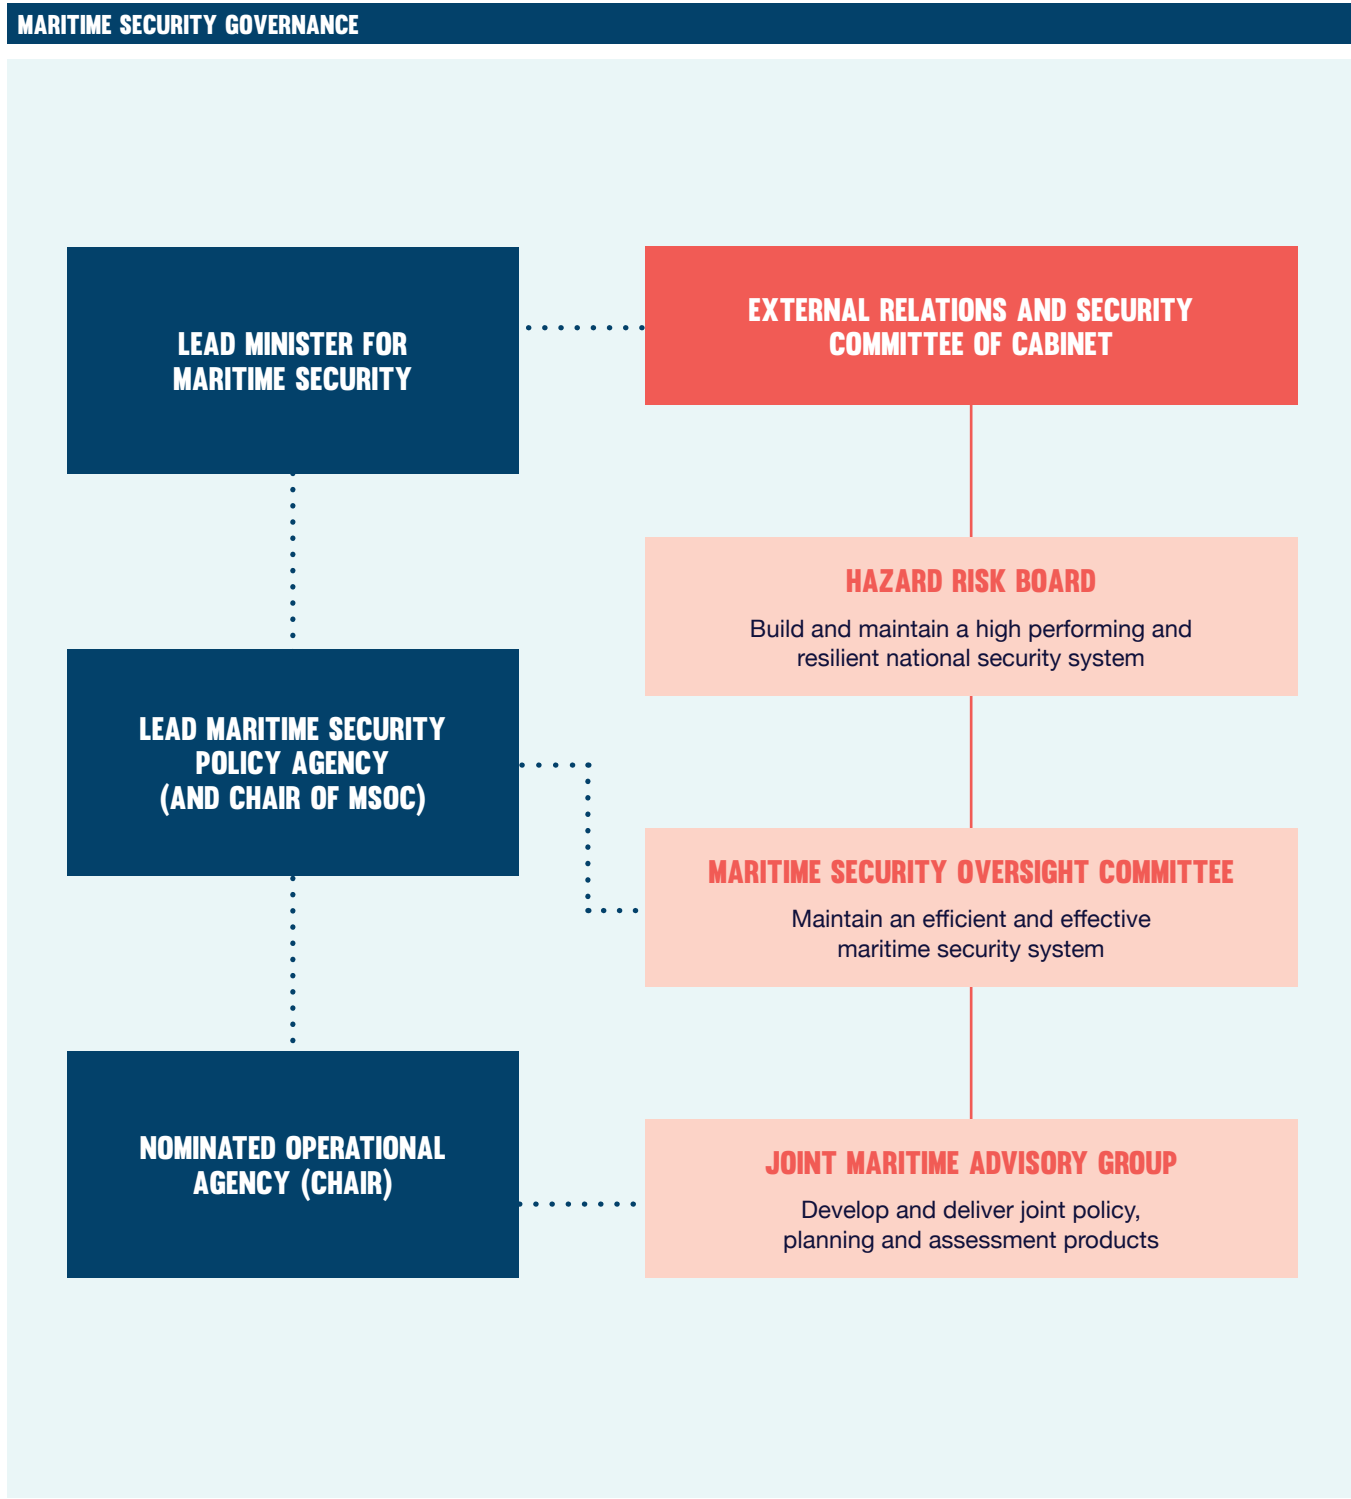 MARITIME SECURITY GOVERNANCE
LEAD MINISTER FOR
MARITIME SECURITY
EXTERNAL RELATIONS AND SECURITY
COMMITTEE OF CABINET
HAZARD RISK BOARD
Build and maintain a high performing and
resilient national security system
LEAD MARITIME SECURITY
POLICY AGENCY
(AND CHAIR OF MSOC)
MARITIME SECURITY OVERSIGHT COMMITTEE
Maintain an efficient and effective
maritime security system
NOMINATED OPERATIONAL
AGENCY (CHAIR)
JOINT MARITIME ADVISORY GROUP
Develop and deliver joint policy,
planning and assessment products